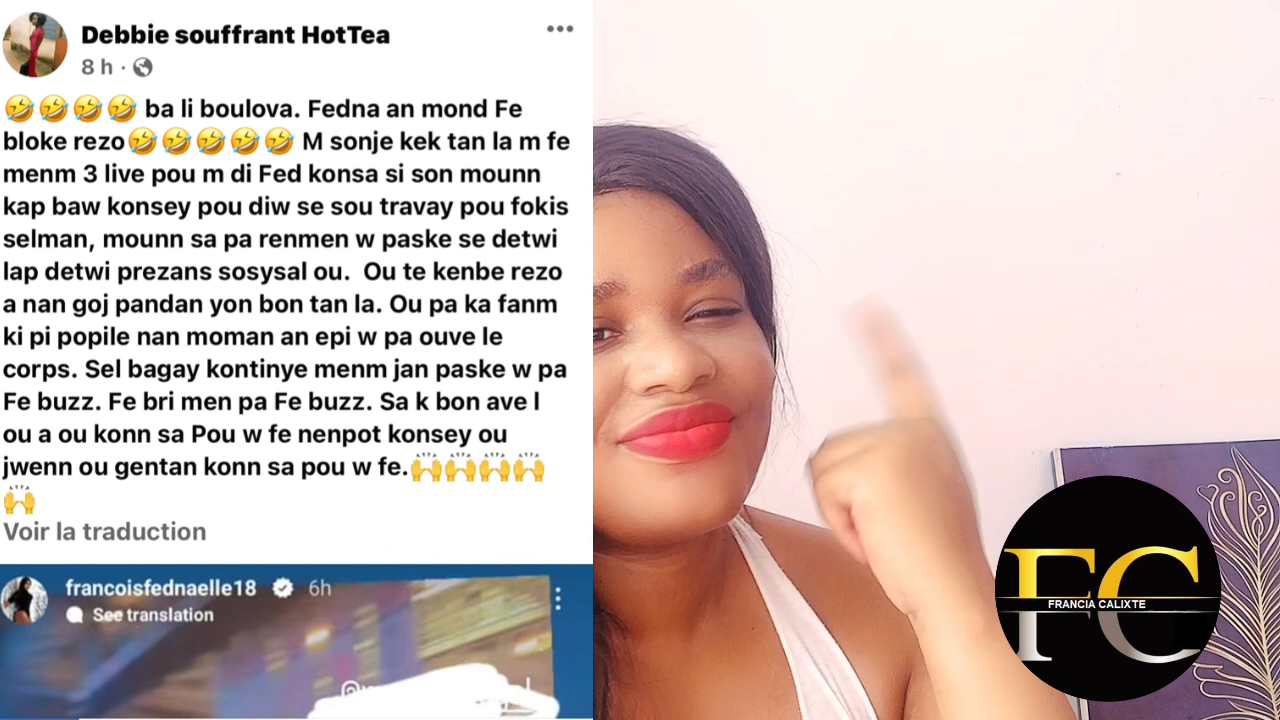 Debbie souffrant HotTea
8 h ·
🤣🤣🤣🤣 ba li boulova. Fedna an mond Fe
bloke rezo🤣🤣🤣🤣🤣 M sonje kek tan la m fe
menm 3 live pou m di Fed konsa si son mounn
kap baw konsey pou diw se sou travay pou fokis
selman, mounn sa pa renmen w paske se detwi
lap detwi prezans sosysal ou. Ou te kenbe rezo
a nan goj pandan yon bon tan la. Ou pa ka fanm
ki pi popile nan moman an epi w pa ouve le
corps. Sel bagay kontinye menm jan paske w pa
Fe buzz. Fe bri men pa Fe buzz. Sa k bon ave l
ou a ou konn sa Pou w fe nenpot konsey ou
jwenn ou gentan konn sa pou w fe.🙌🙌🙌🙌
🙌
Voir la traduction
francoisfednaelle18 6h
See translation
FC
FRANCIA CALIXTE